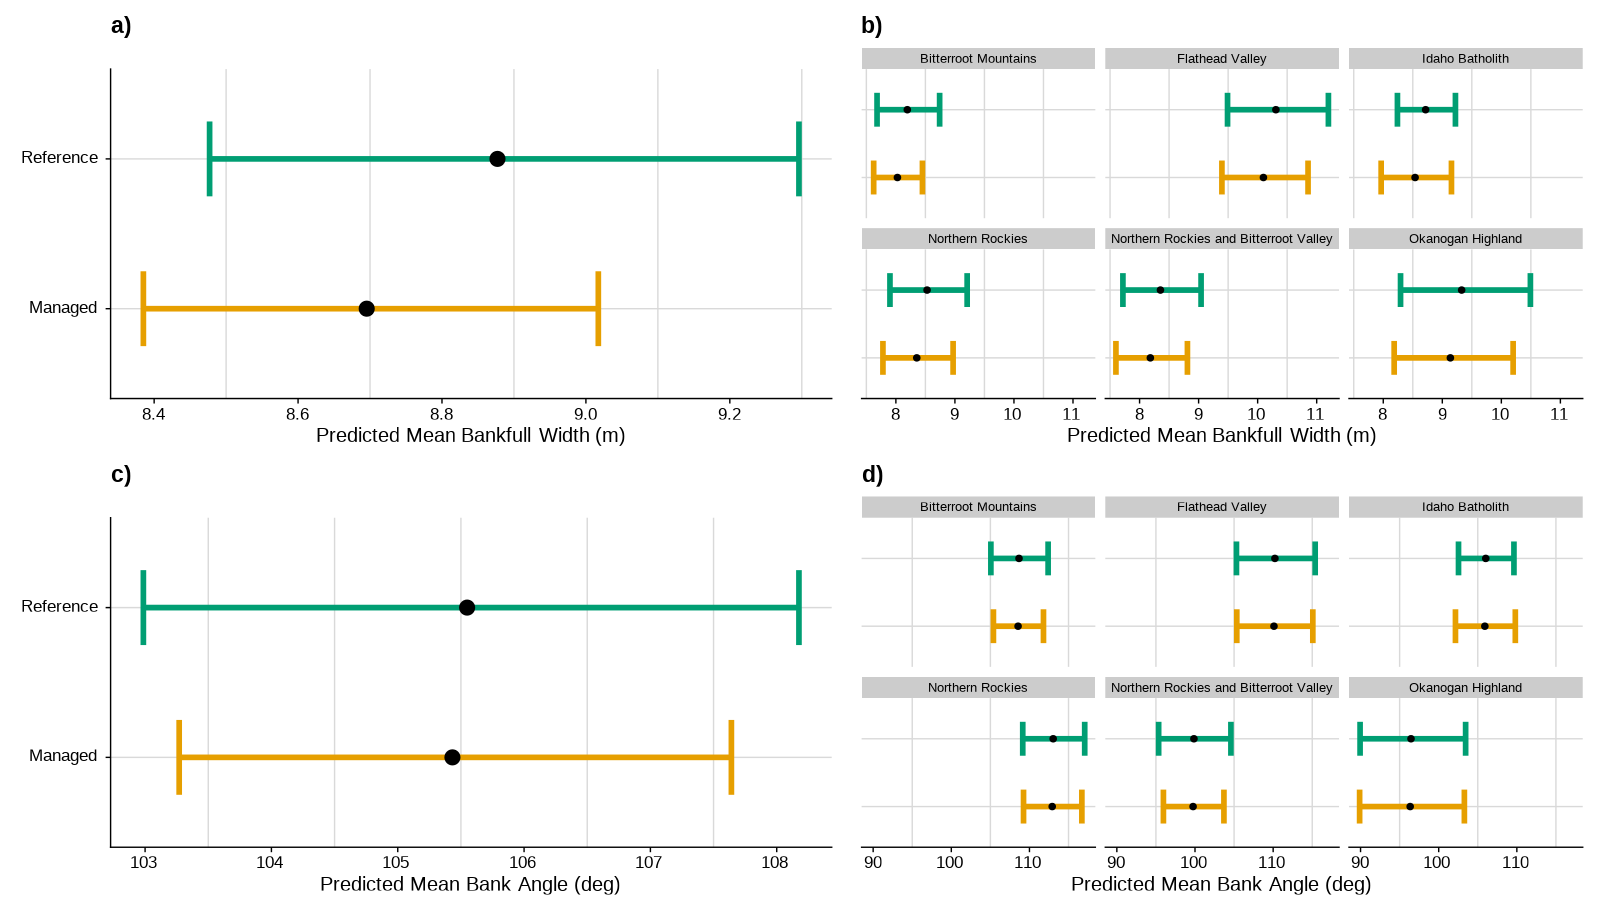 a)
Reference
Managed
8.4 8.6 8.8 9.0 9.2
Predicted Mean Bankfull Width (m)
b)
Bitterroot Mountains Flathead Valley Idaho Batholith
Northern Rockies Northern Rockies and Bitterroot Valley Okanogan Highland
8 9 10 11 8 9 10 11 8 9 10 11
Predicted Mean Bankfull Width (m)
c)
Reference
Managed
103 104 105 106 107 108
Predicted Mean Bank Angle (deg)
d)
Bitterroot Mountains Flathead Valley Idaho Batholith
Northern Rockies Northern Rockies and Bitterroot Valley Okanogan Highland
90 100 110 90 100 110 90 100 110
Predicted Mean Bank Angle (deg)